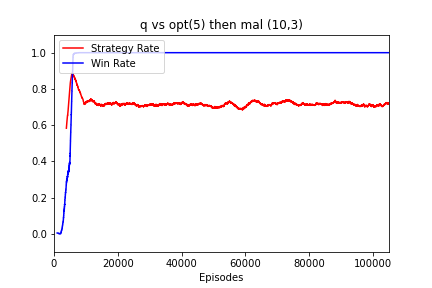 q vs opt(5) then mal (10,3)
Strategy Rate
Win Rate
1.0
0.8
0.6
0.4
0.2
0.0
0 20000 40000 60000 80000 100000
Episodes